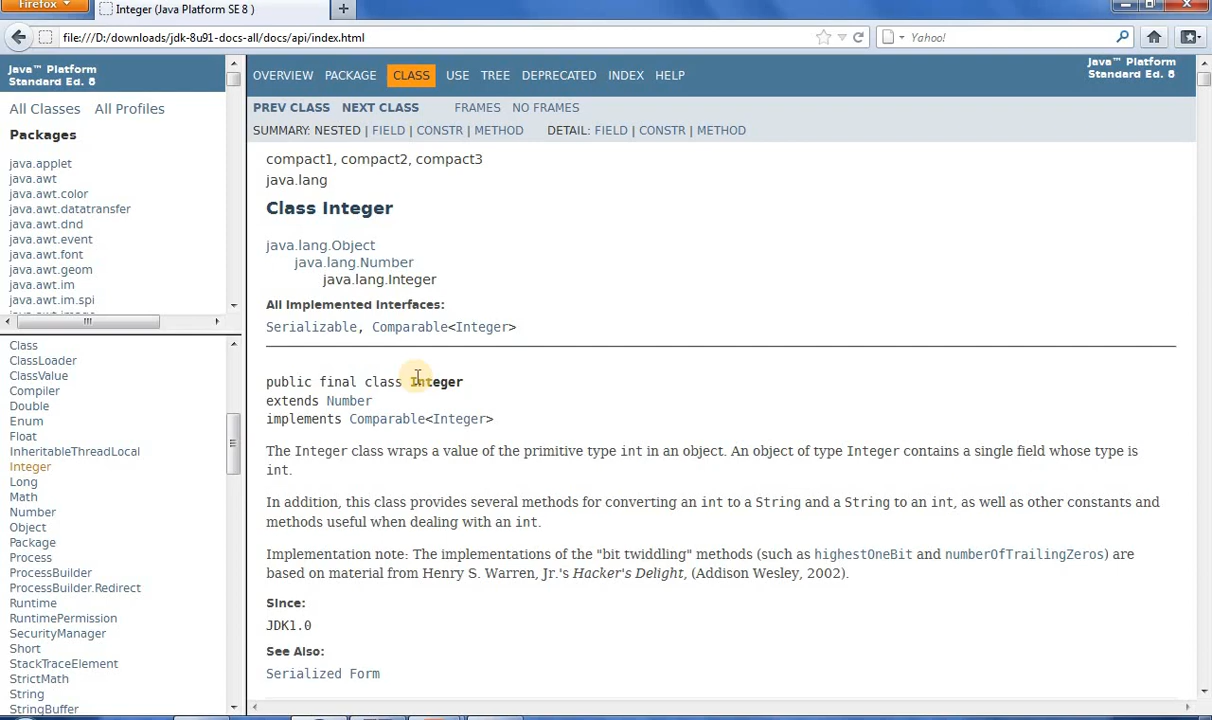 Firefox
Integer (Java Platform SE 8 )
file:///D:/downloads/jdk-8u91-docs-all/docs/api/index.html
Yahoo!
Java™ Platform
Standard Ed. 8
All Classes All Profiles
Packages
java.applet
java.awt
java.awt.color
java.awt.datatransfer
java.awt.dnd
java.awt.event
java.awt.font
java.awt.geom
java.awt.im
java.awt.im.spi
Class
ClassLoader
ClassValue
Compiler
Double
Enum
Float
InheritableThreadLocal
Integer
Long
Math
Number
Object
Package
Process
ProcessBuilder
ProcessBuilder.Redirect
Runtime
RuntimePermission
SecurityManager
Short
StackTraceElement
StrictMath
String
StringBuffer
OVERVIEW PACKAGE CLASS USE TREE DEPRECATED INDEX HELP
Java™ Platform
Standard Ed. 8
PREV CLASS NEXT CLASS FRAMES NO FRAMES
SUMMARY: NESTED | FIELD | CONSTR | METHOD DETAIL: FIELD | CONSTR | METHOD
compact1, compact2, compact3
java.lang
Class Integer
java.lang.Object
java.lang.Number
java.lang.Integer
All Implemented Interfaces:
Serializable, Comparable<Integer>
public final class Integer
extends Number
implements Comparable<Integer>
The Integer class wraps a value of the primitive type int in an object. An object of type Integer contains a single field whose type is
int.
In addition, this class provides several methods for converting an int to a String and a String to an int, as well as other constants and
methods useful when dealing with an int.
Implementation note: The implementations of the "bit twiddling" methods (such as highestOneBit and numberOfTrailingZeros) are
based on material from Henry S. Warren, Jr.'s Hacker's Delight, (Addison Wesley, 2002).
Since:
JDK1.0
See Also:
Serialized Form